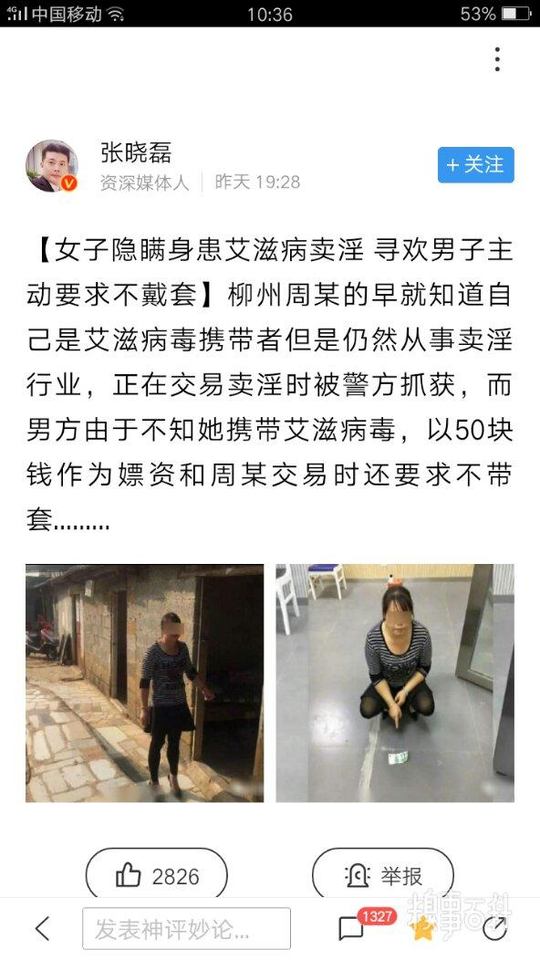 4G 中国移动 10:36 53%
张晓磊
+ 关注
资深媒体人 | 昨天 19:28
【女子隐瞒身患艾滋病卖淫 寻欢男子主
动要求不戴套】柳州周某的早就知道自
己是艾滋病毒携带者但是仍然从事卖淫
行业，正在交易卖淫时被警方抓获，而
男方由于不知她携带艾滋病毒，以50块
钱作为嫖资和周某交易时还要求不带
套………
2826
举报
发表神评妙论...
1327
糗事百科